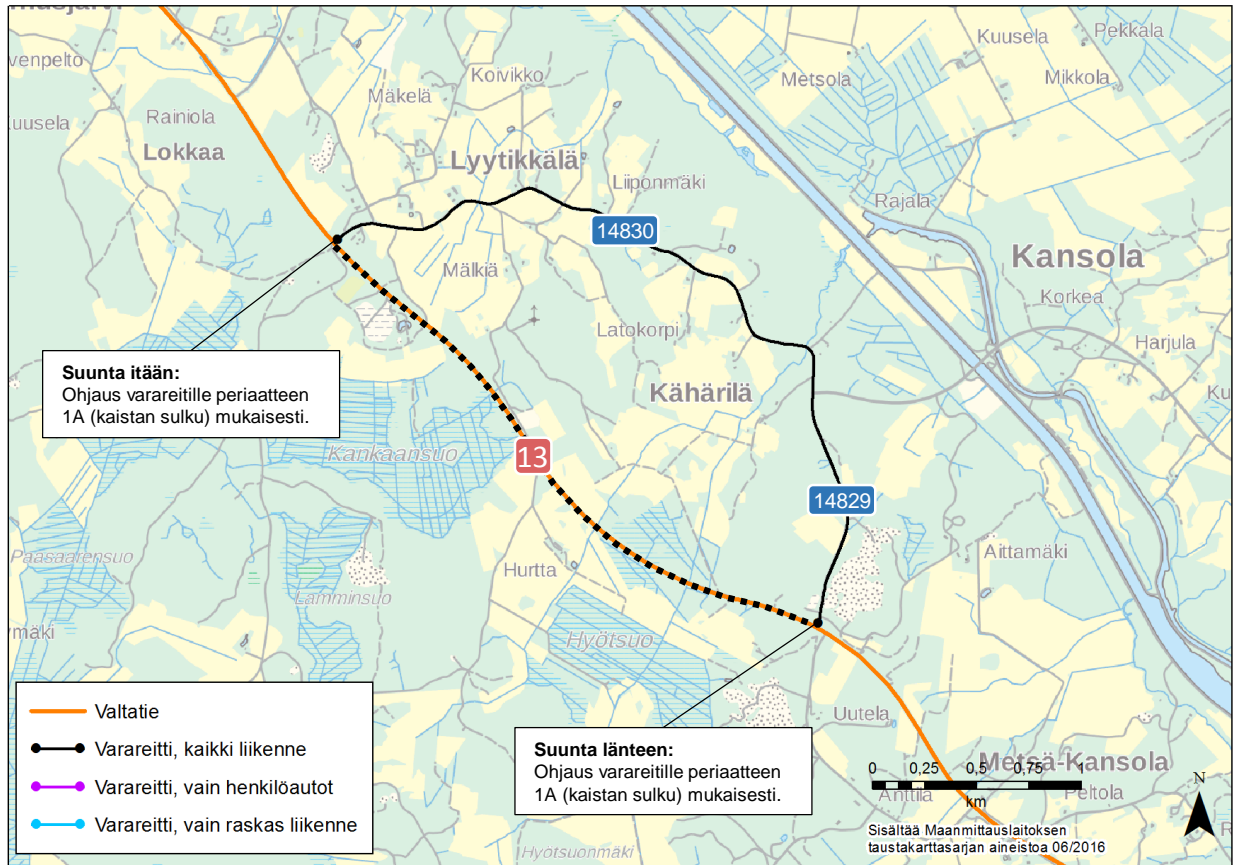 Kuusela
Pekkala
Koivikko
Metsola
Mikkola
Mäkelä
Rainiola
Lokkaa
Lyytikkälä
Liiponmäki
Rajala
14830
Kansola
Mälkiä
Korkea
Latokorpi
Harjula
Suunta itään:
Ohjaus varareitille periaatteen
1A (kaistan sulku) mukaisesti.
Kähärilä
Kankaansuo
13
14829
Aittamäki
Paasaarensuo
Hurtta
Lamminsuo
Hyötsuo
Valtatie
Varareitti, kaikki liikenne
Varareitti, vain henkilöautot
Varareitti, vain raskas liikenne
Uutela
Suunta länteen:
Ohjaus varareitille periaatteen
1A (kaistan sulku) mukaisesti.
Metsä-Kansola
0 0,25 0,5 0,75 1
km
Anttila
Peltola
N
Sisältää Maanmittauslaitoksen
taustakarttasarjan aineistoa 06/2016
Hyötsuonmäki